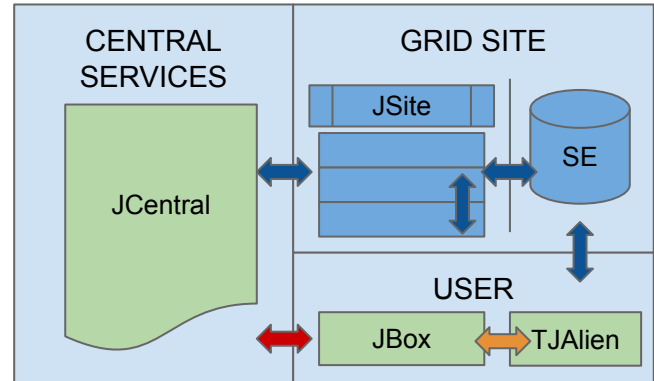 CENTRAL
SERVICES
JCentral
GRID SITE
JSite
SE
USER
JBox
TJAlien